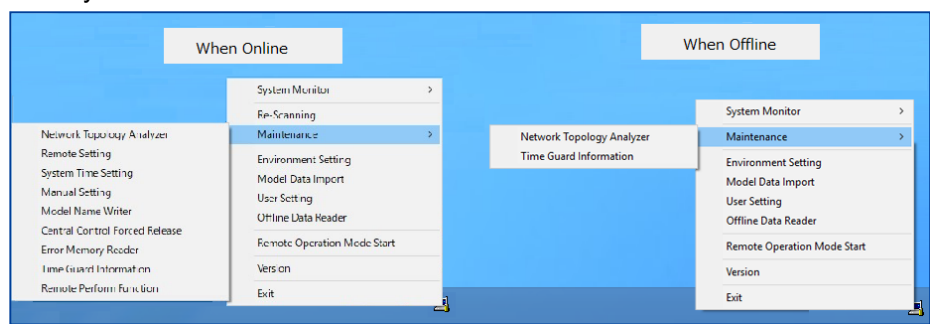 When Online
System Monitor
Re-Scanning
Maintenance
Environment Setting
Model Data Import
User Setting
Offline Data Reader
Remote Operation Mode Start
Version
Exit
Network Topology Analyzer
Remote Setting
System Time Setting
Manual Setting
Model Name Writer
Central Control Forced Release
Error Memory Reader
Time Guard Information
Remote Perform Function
When Offline
System Monitor
Maintenance
Environment Setting
Model Data Import
User Setting
Offline Data Reader
Remote Operation Mode Start
Version
Exit
Network Topology Analyzer
Time Guard Information